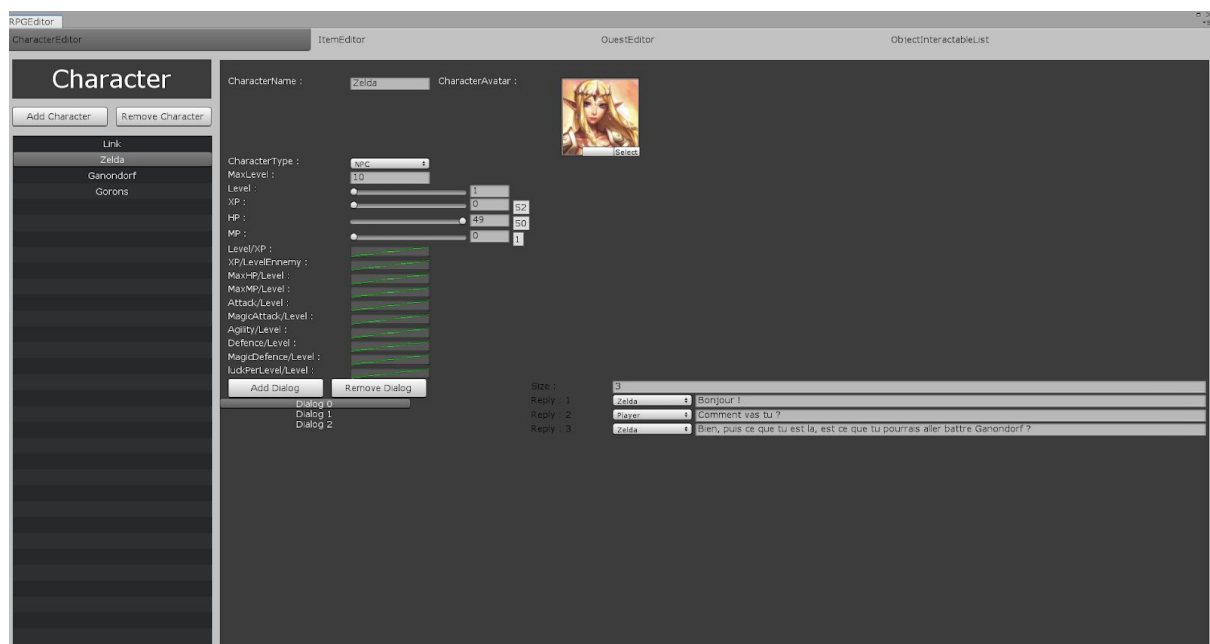 RPGEditor
CharacterEditor ItemEditor QuestEditor ObjectInteractableList
Character
Add Character Remove Character
Link
Zelda
Ganondorf
Gorons
CharacterName : Zelda CharacterAvatar :
Select
CharacterType : NPC
MaxLevel : 10
Level : 1
XP : 0 52
HP : 49 50
MP : 0 1
Level/XP :
XP/LevelEnnemy :
MaxHP/Level :
MaxMP/Level :
Attack/Level :
MagicAttack/Level :
Agility/Level :
Defence/Level :
MagicDefence/Level :
luckPerLevel/Level :
Add Dialog Remove Dialog
Dialog 0
Dialog 1
Dialog 2
Size : 3
Reply : 1 Zelda Bonjour !
Reply : 2 Player Comment vas tu ?
Reply : 3 Zelda Bien, puis ce que tu est la, est ce que tu pourrais aller battre Ganondorf ?